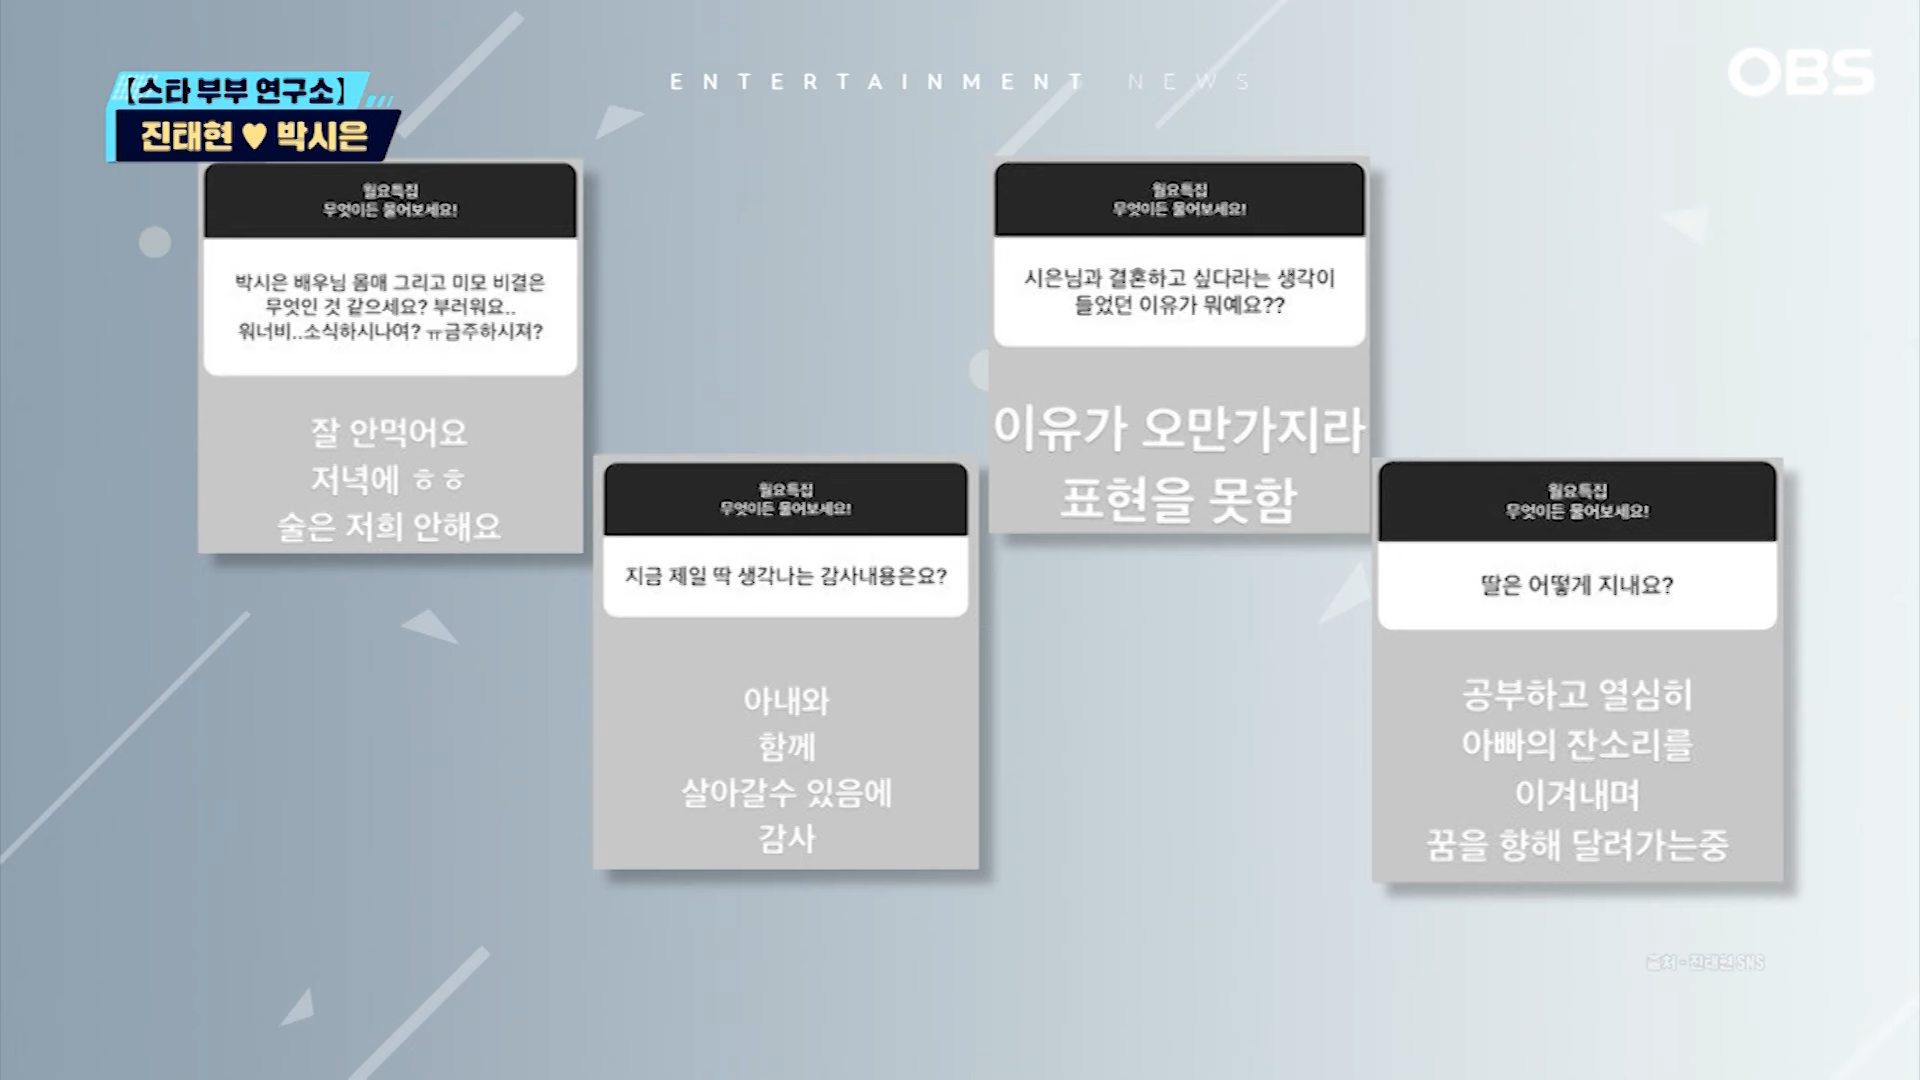 ENTERTAINMENT NEWS
OBS
[스타 부부 연구소]
진태현 ♥ 박시은
월요특집
무엇이든 물어보세요!
박시은 배우님 몸매 그리고 미모 비결은
무엇인 것 같으세요? 부러워요..
워너비..소식하시나여? ㅠ금주하시져?
잘 안먹어요
저녁에 ㅎㅎ
술은 저희 안해요
월요특집
무엇이든 물어보세요!
지금 제일 딱 생각나는 감사내용은요?
아내와
함께
살아갈수 있음에
감사
월요특집
무엇이든 물어보세요!
시은님과 결혼하고 싶다라는 생각이
들었던 이유가 뭐예요??
이유가 오만가지라
표현을 못함
월요특집
무엇이든 물어보세요!
딸은 어떻게 지내요?
공부하고 열심히
아빠의 잔소리를
이겨내며
꿈을 향해 달려가는중
출처 - 진태현 SNS